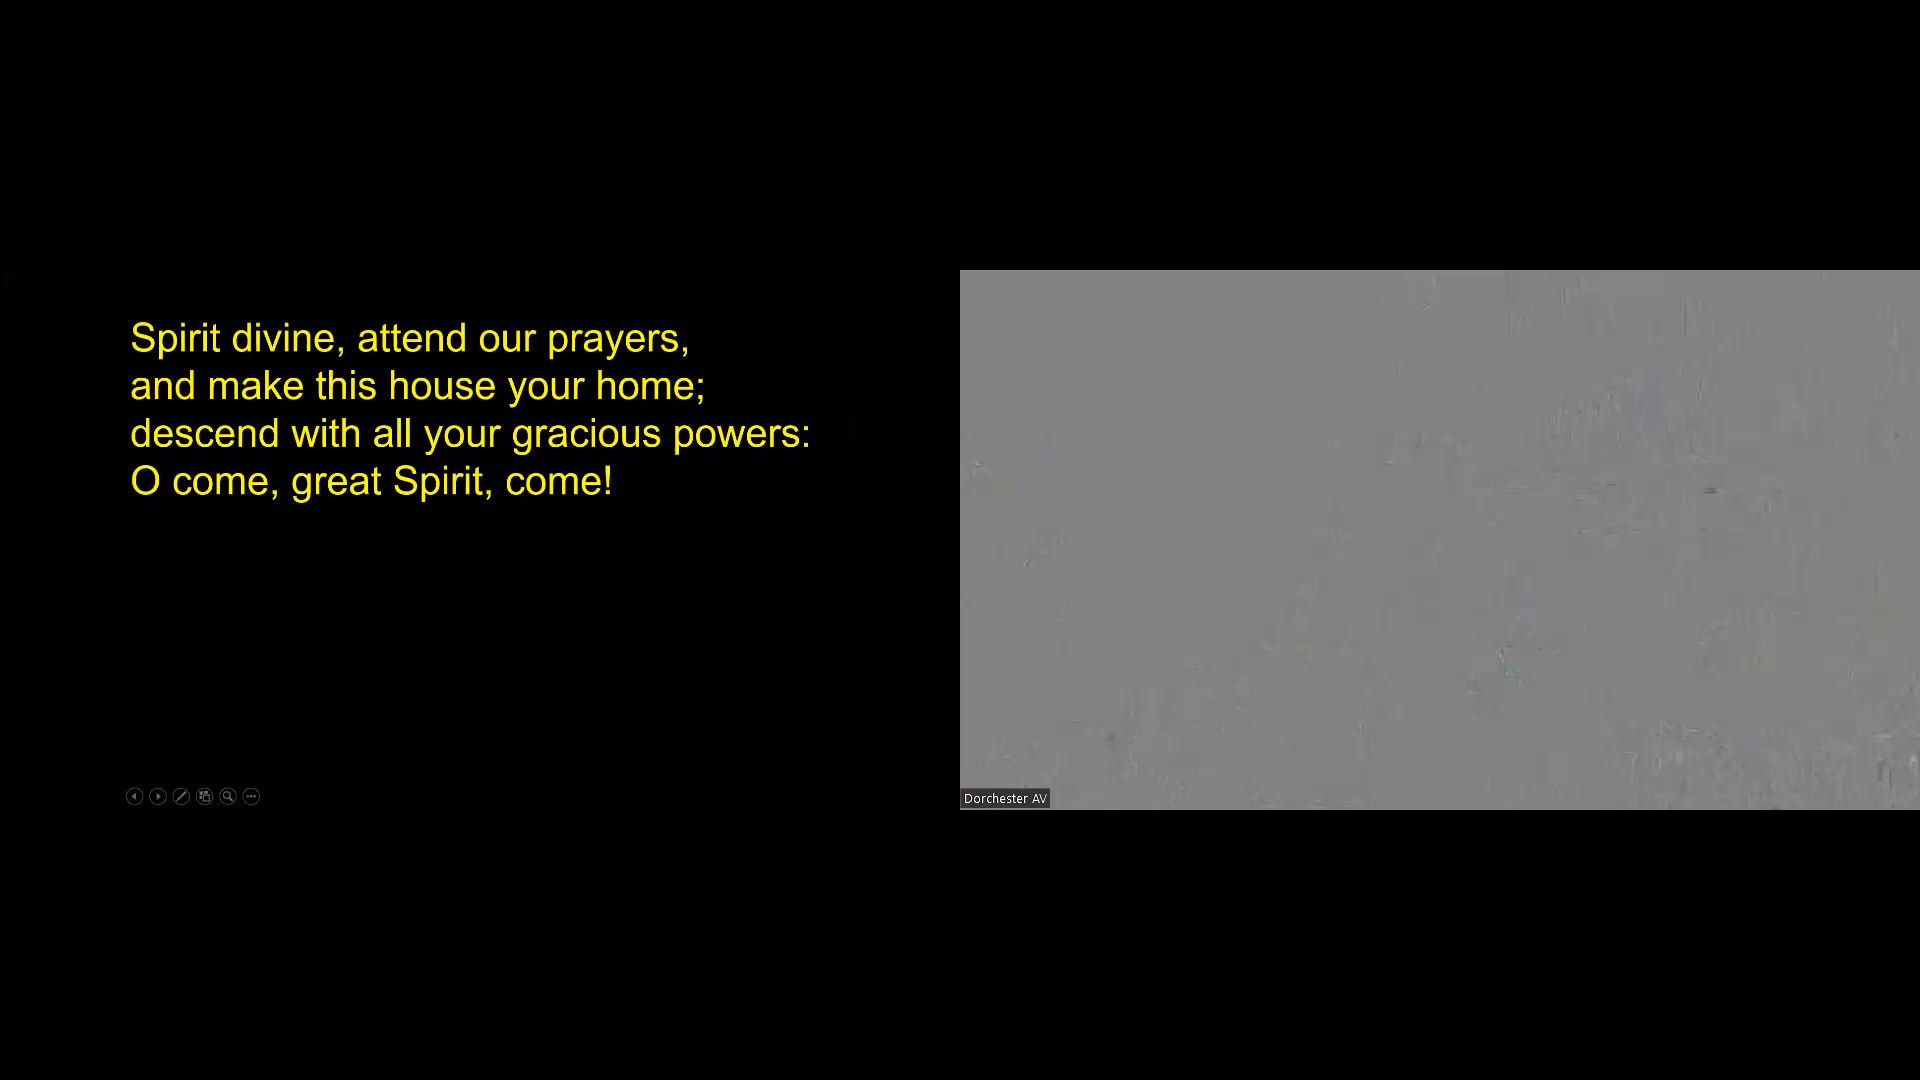 Spirit divine, attend our prayers,
and make this house your home;
descend with all your gracious powers:
O come, great Spirit, come!
Dorchester AV